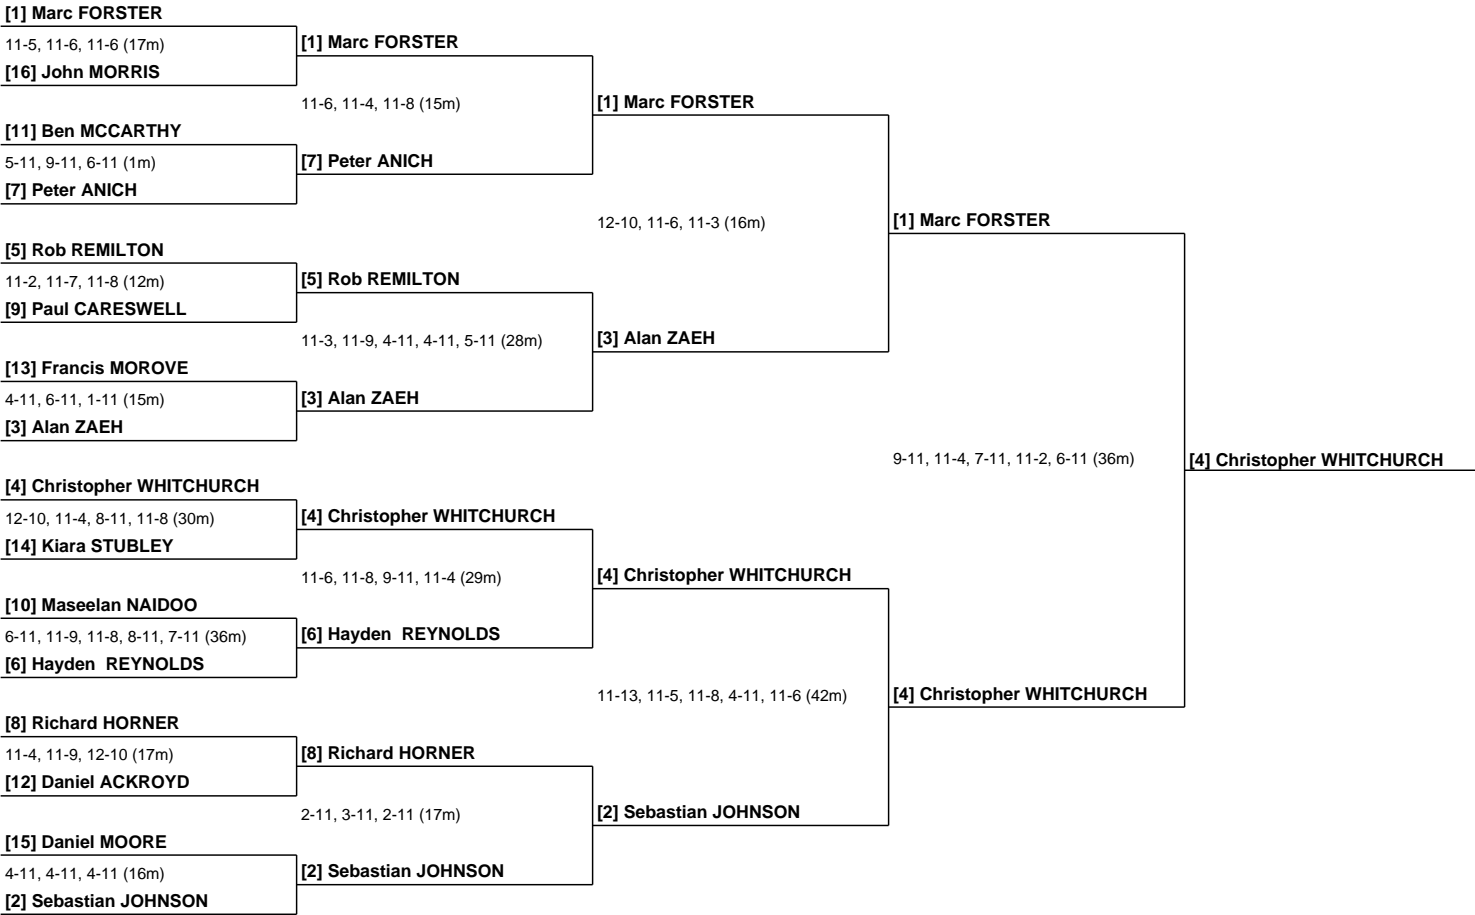 [1] Marc FORSTER
11-5, 11-6, 11-6 (17m)
[16] John MORRIS
[11] Ben MCCARTHY
5-11, 9-11, 6-11 (1m)
[7] Peter ANICH
[5] Rob REMILTON
11-2, 11-7, 11-8 (12m)
[9] Paul CARESWELL
[13] Francis MOROVE
4-11, 6-11, 1-11 (15m)
[3] Alan ZAEH
[4] Christopher WHITCHURCH
12-10, 11-4, 8-11, 11-8 (30m)
[14] Kiara STUBLEY
[10] Maseelan NAIDOO
6-11, 11-9, 11-8, 8-11, 7-11 (36m)
[6] Hayden  REYNOLDS
[8] Richard HORNER
11-4, 11-9, 12-10 (17m)
[12] Daniel ACKROYD
[15] Daniel MOORE
4-11, 4-11, 4-11 (16m)
[2] Sebastian JOHNSON
[1] Marc FORSTER
11-6, 11-4, 11-8 (15m)
[7] Peter ANICH
[5] Rob REMILTON
11-3, 11-9, 4-11, 4-11, 5-11 (28m)
[3] Alan ZAEH
[4] Christopher WHITCHURCH
11-6, 11-8, 9-11, 11-4 (29m)
[6] Hayden  REYNOLDS
[8] Richard HORNER
2-11, 3-11, 2-11 (17m)
[2] Sebastian JOHNSON
[1] Marc FORSTER
12-10, 11-6, 11-3 (16m)
[3] Alan ZAEH
[4] Christopher WHITCHURCH
11-13, 11-5, 11-8, 4-11, 11-6 (42m)
[2] Sebastian JOHNSON
[1] Marc FORSTER
9-11, 11-4, 7-11, 11-2, 6-11 (36m)
[4] Christopher WHITCHURCH
[4] Christopher WHITCHURCH